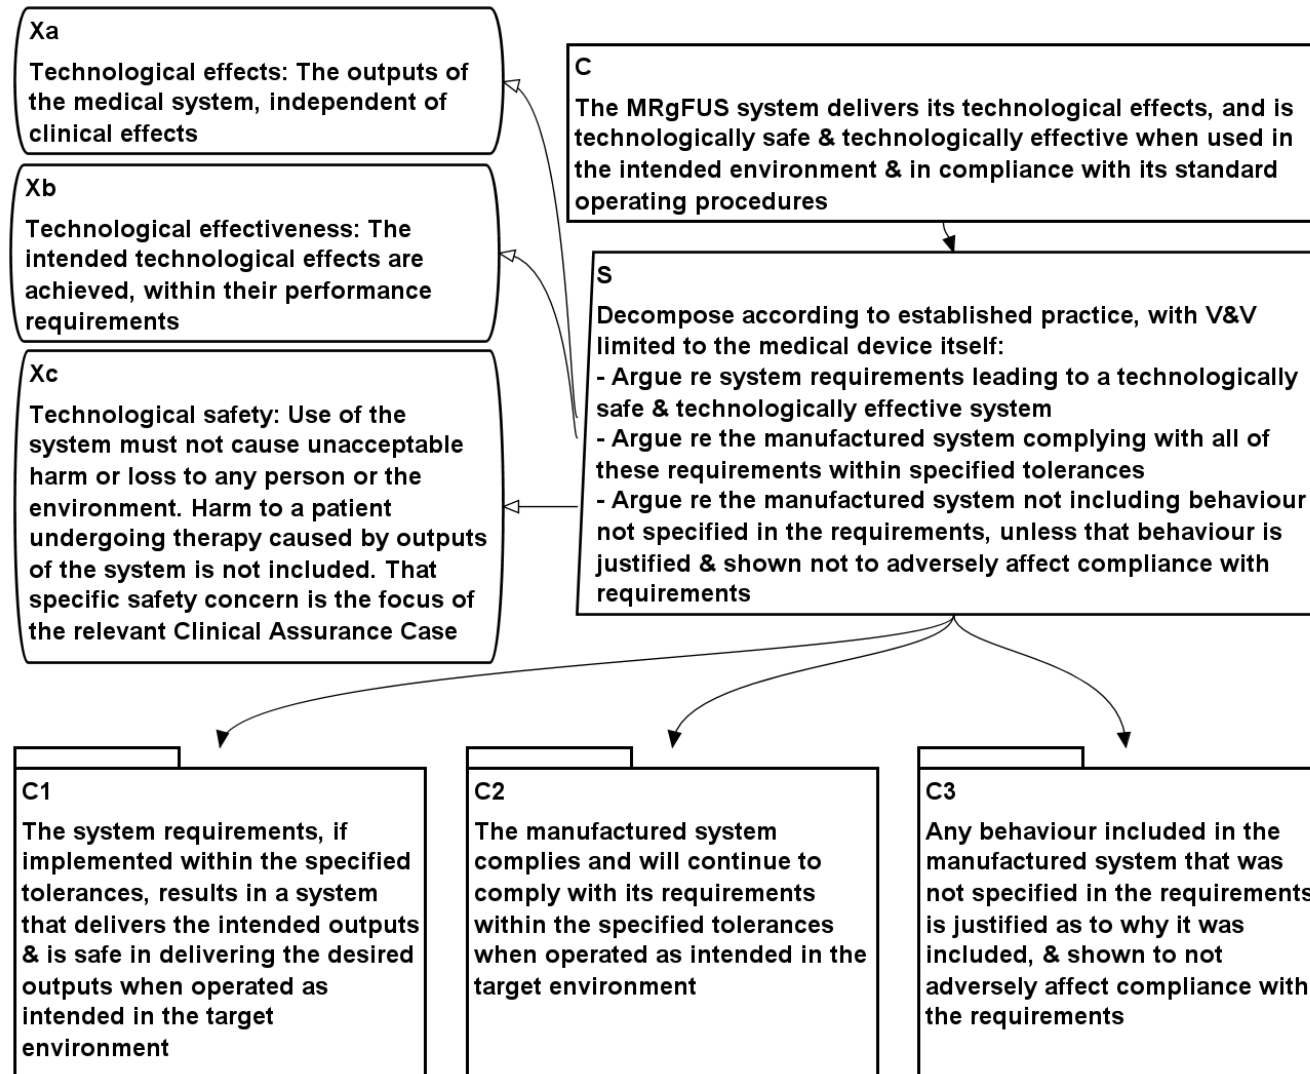 Xa
Technological effects: The outputs of
the medical system, independent of
clinical effects
C
The MRgFUS system delivers its technological effects, and is
technologically safe & technologically effective when used in
the intended environment & in compliance with its standard
operating procedures
Xb
Technological effectiveness: The
intended technological effects are
achieved, within their performance
requirements
S
Decompose according to established practice, with V&V
limited to the medical device itself:
- Argue re system requirements leading to a technologically
safe & technologically effective system
- Argue re the manufactured system complying with all of
these requirements within specified tolerances
- Argue re the manufactured system not including behaviour
not specified in the requirements, unless that behaviour is
justified & shown not to adversely affect compliance with
requirements
Xc
Technological safety: Use of the
system must not cause unacceptable
harm or loss to any person or the
environment. Harm to a patient
undergoing therapy caused by outputs
of the system is not included. That
specific safety concern is the focus of
the relevant Clinical Assurance Case
C1
The system requirements, if
implemented within the specified
tolerances, results in a system
that delivers the intended outputs
& is safe in delivering the desired
outputs when operated as
intended in the target
environment
C2
The manufactured system
complies and will continue to
comply with its requirements
within the specified tolerances
when operated as intended in the
target environment
C3
Any behaviour included in the
manufactured system that was
not specified in the requirements
is justified as to why it was
included, & shown to not
adversely affect compliance with
the requirements